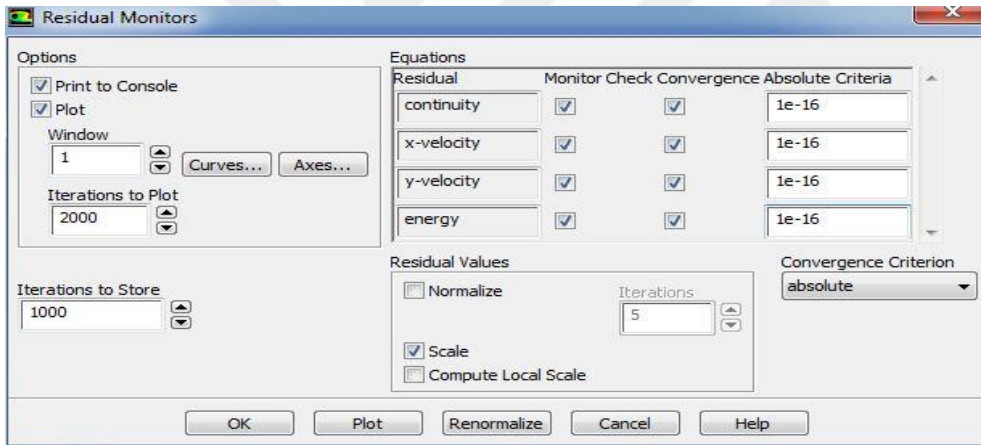 Residual Monitors
Options
Print to Console
Plot
Window
1
Curves...
Axes...
Iterations to Plot
2000
Iterations to Store
1000
Equations
Residual Monitor Check Convergence Absolute Criteria
continuity 1e-16
x-velocity 1e-16
y-velocity 1e-16
energy 1e-16
Residual Values
Normalize
Iterations
5
Scale
Compute Local Scale
Convergence Criterion
absolute
OK Plot Renormalize Cancel Help